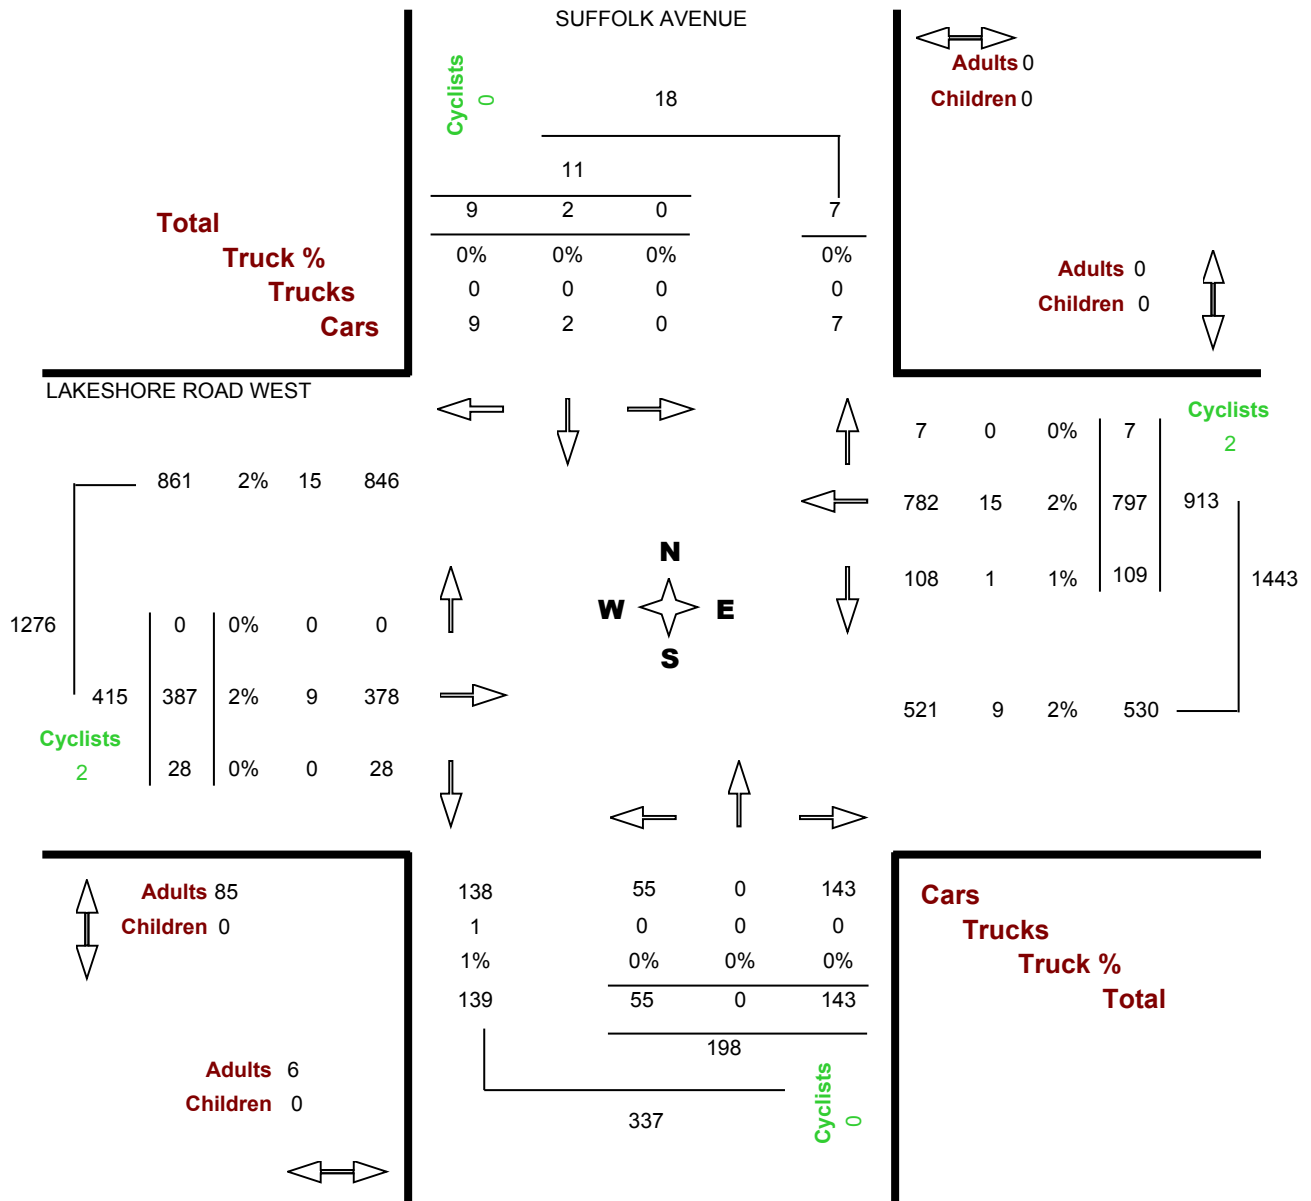 SUFFOLK AVENUE
Cyclists
0
18
11
Adults 0
Children 0
Total 9 2 0 7
Truck % 0% 0% 0% 0%
Trucks 0 0 0 0
Cars 9 2 0 7
Adults 0
Children 0
LAKESHORE ROAD WEST
Cyclists
2
7 0 0% 7
861 2% 15 846
782 15 2% 797 913
N
108 1 1% 109
1443
W E
S
1276
0 0% 0 0
415 387 2% 9 378
521 9 2% 530
Cyclists
2
28 0% 0 28
Adults 85
Children 0
138 55 0 143 Cars
1 0 0 0 Trucks
1% 0% 0% 0% Truck %
139 55 0 143 Total
198
Adults 6
Children 0
337
Cyclists
0